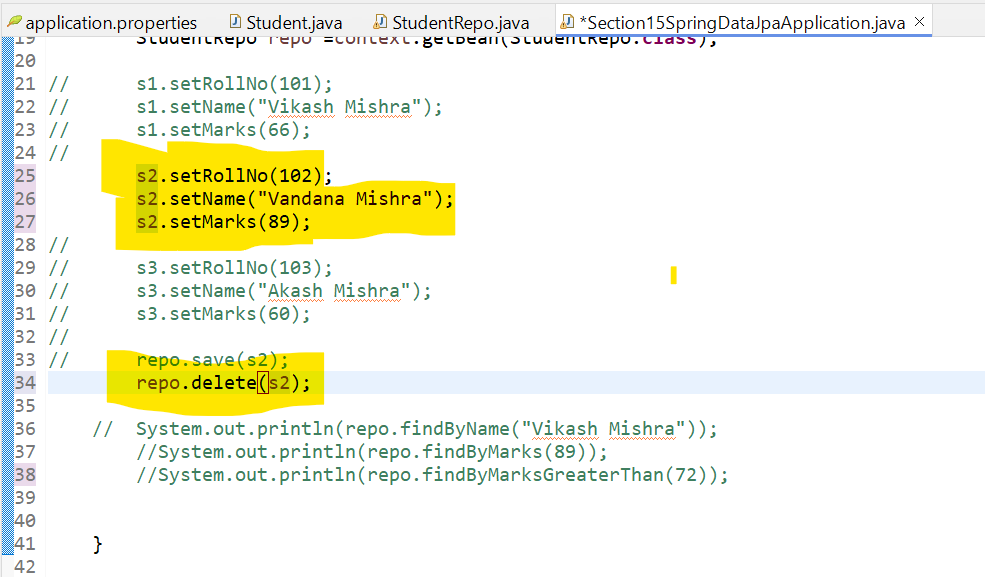 application.properties Student.java StudentRepo.java *Section15SpringDataJpaApplication.java
19 StudentRepo repo =context.getBean(StudentRepo.class);
20
21 // s1.setRollNo(101);
22 // s1.setName("Vikash Mishra");
23 // s1.setMarks(66);
24 //
25 s2.setRollNo(102);
26 s2.setName("Vandana Mishra");
27 s2.setMarks(89);
28 //
29 // s3.setRollNo(103);
30 // s3.setName("Akash Mishra");
31 // s3.setMarks(60);
32 //
33 // repo.save(s2);
34 repo.delete(s2);
35
36 // System.out.println(repo.findByName("Vikash Mishra"));
37 //System.out.println(repo.findByMarks(89));
38 //System.out.println(repo.findByMarksGreaterThan(72));
39
40
41 }
42